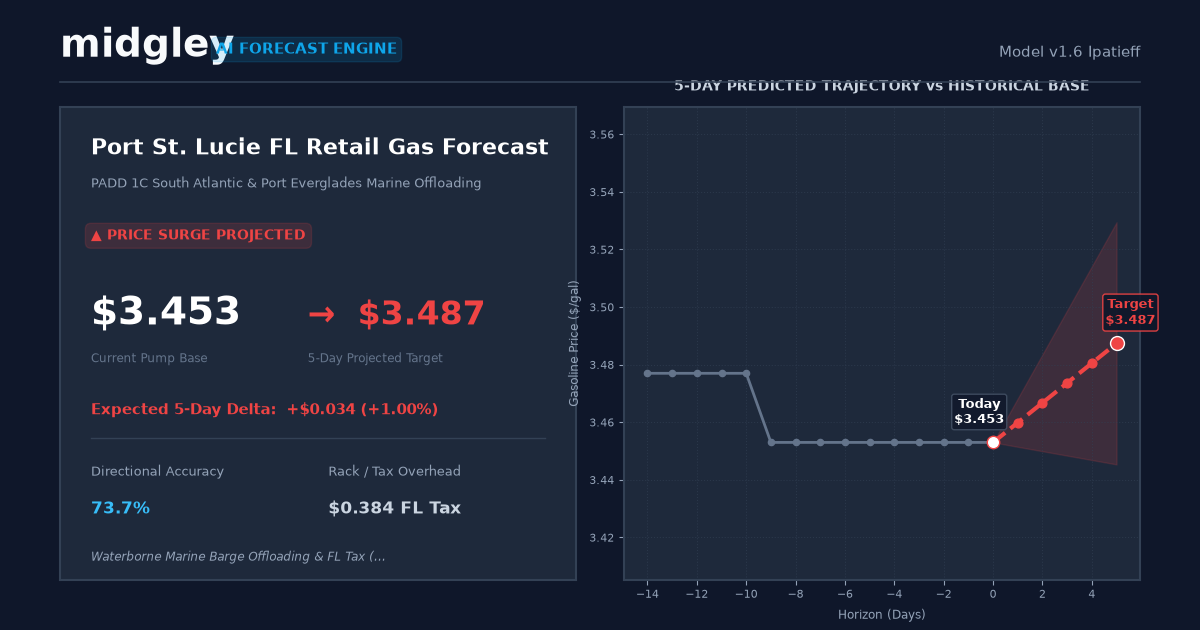 midgley
AI FORECAST ENGINE
Model v1.6 Ipatieff
Port St. Lucie FL Retail Gas Forecast
PADD 1C South Atlantic & Port Everglades Marine Offloading
▲ PRICE SURGE PROJECTED
$3.453
→ $3.487
Current Pump Base
5-Day Projected Target
Expected 5-Day Delta: +$0.034 (+1.00%)
Directional Accuracy
Rack / Tax Overhead
73.7%
$0.384 FL Tax
Waterborne Marine Barge Offloading & FL Tax (...
5-DAY PREDICTED TRAJECTORY vs HISTORICAL BASE
Gasoline Price ($/gal)
3.56
3.54
3.52
3.50
3.48
3.46
3.44
3.42
Target
$3.487
Today
$3.453
−14 −12 −10 −8 −6 −4 −2 0 2 4
Horizon (Days)